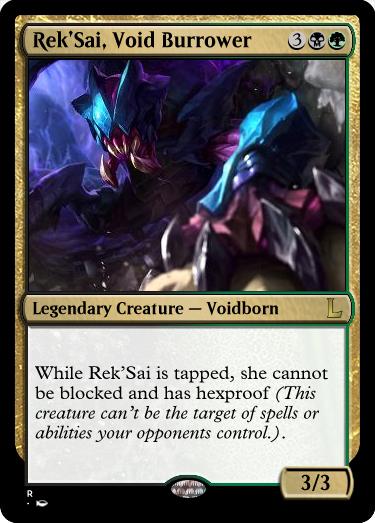 Rek'Sai, Void Burrower 3
Legendary Creature — Voidborn L
While Rek'Sai is tapped, she cannot
be blocked and has hexproof (This
creature can't be the target of spells or
abilities your opponents control.).
3/3
R